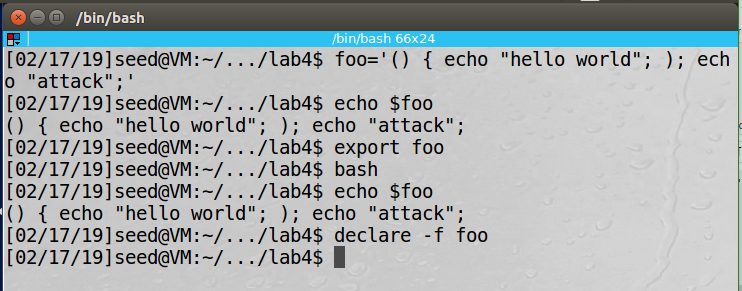 /bin/bash
/bin/bash 66x24
[02/17/19]seed@VM:~/.../lab4$ foo='() { echo "hello world"; ); ech
o "attack";'
[02/17/19]seed@VM:~/.../lab4$ echo $foo
() { echo "hello world"; ); echo "attack";
[02/17/19]seed@VM:~/.../lab4$ export foo
[02/17/19]seed@VM:~/.../lab4$ bash
[02/17/19]seed@VM:~/.../lab4$ echo $foo
() { echo "hello world"; ); echo "attack";
[02/17/19]seed@VM:~/.../lab4$ declare -f foo
[02/17/19]seed@VM:~/.../lab4$